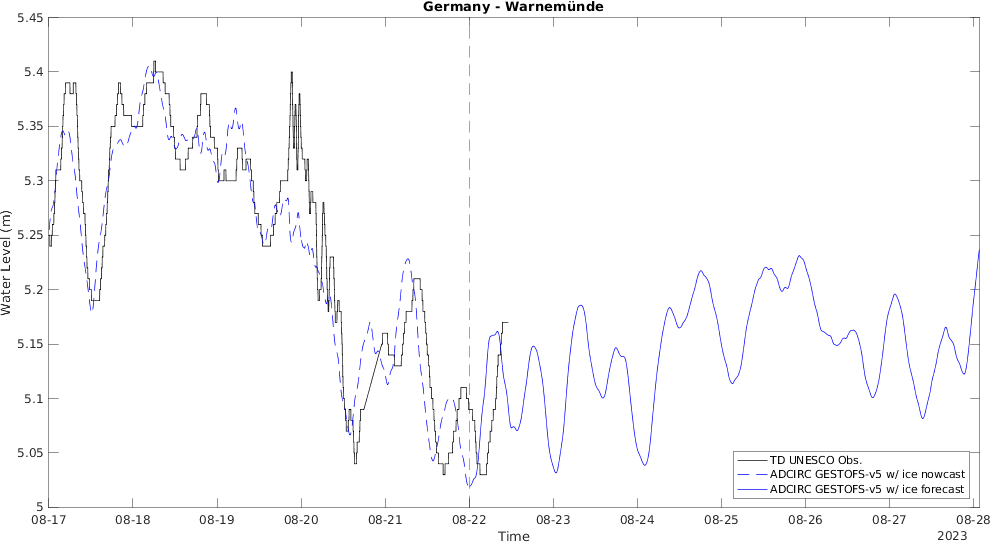 Germany - Warnemünde
5.45
5.4
5.35
5.3
5.25
5.2
5.15
5.1
5.05
5
Water Level (m)
08-17 08-18 08-19 08-20 08-21 08-22 08-23 08-24 08-25 08-26 08-27 08-28
2023
Time
TD UNESCO Obs.
ADCIRC GESTOFS-v5 w/ ice nowcast
ADCIRC GESTOFS-v5 w/ ice forecast